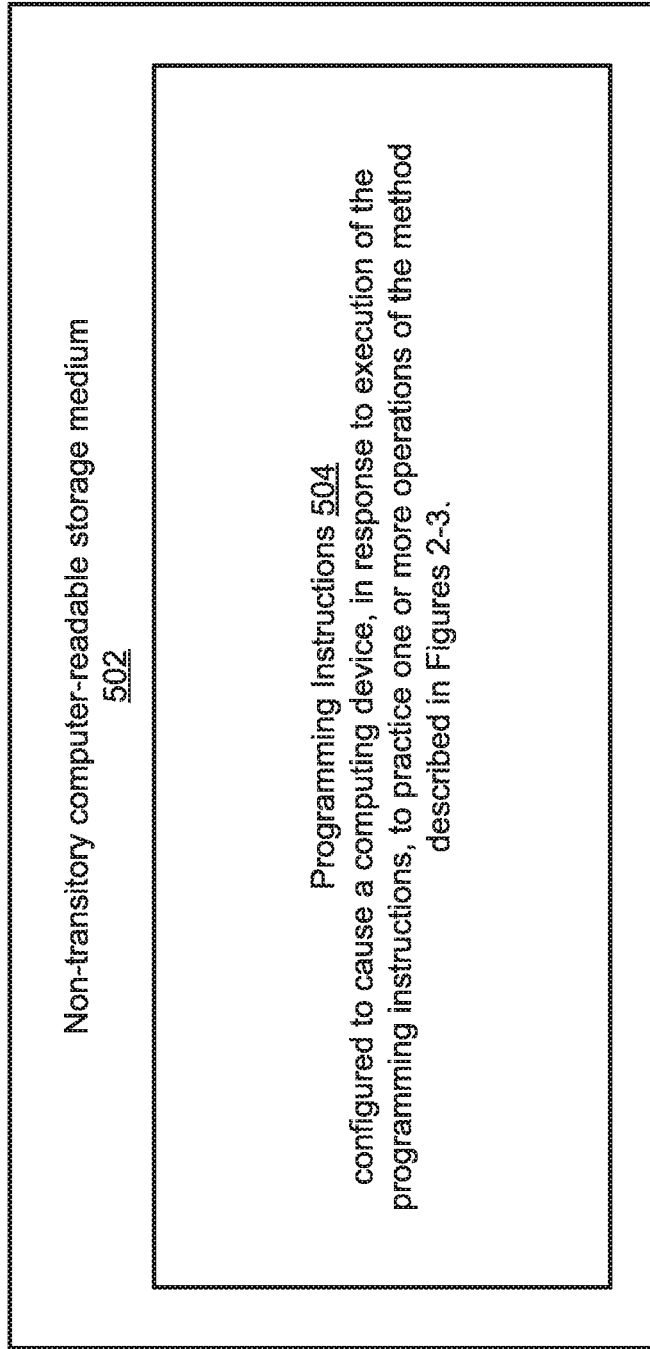 Non-transitory computer-readable storage medium
502
Programming Instructions 504
configured to cause a computing device, in response to execution of the
programming instructions, to practice one or more operations of the method
described in Figures 2-3.